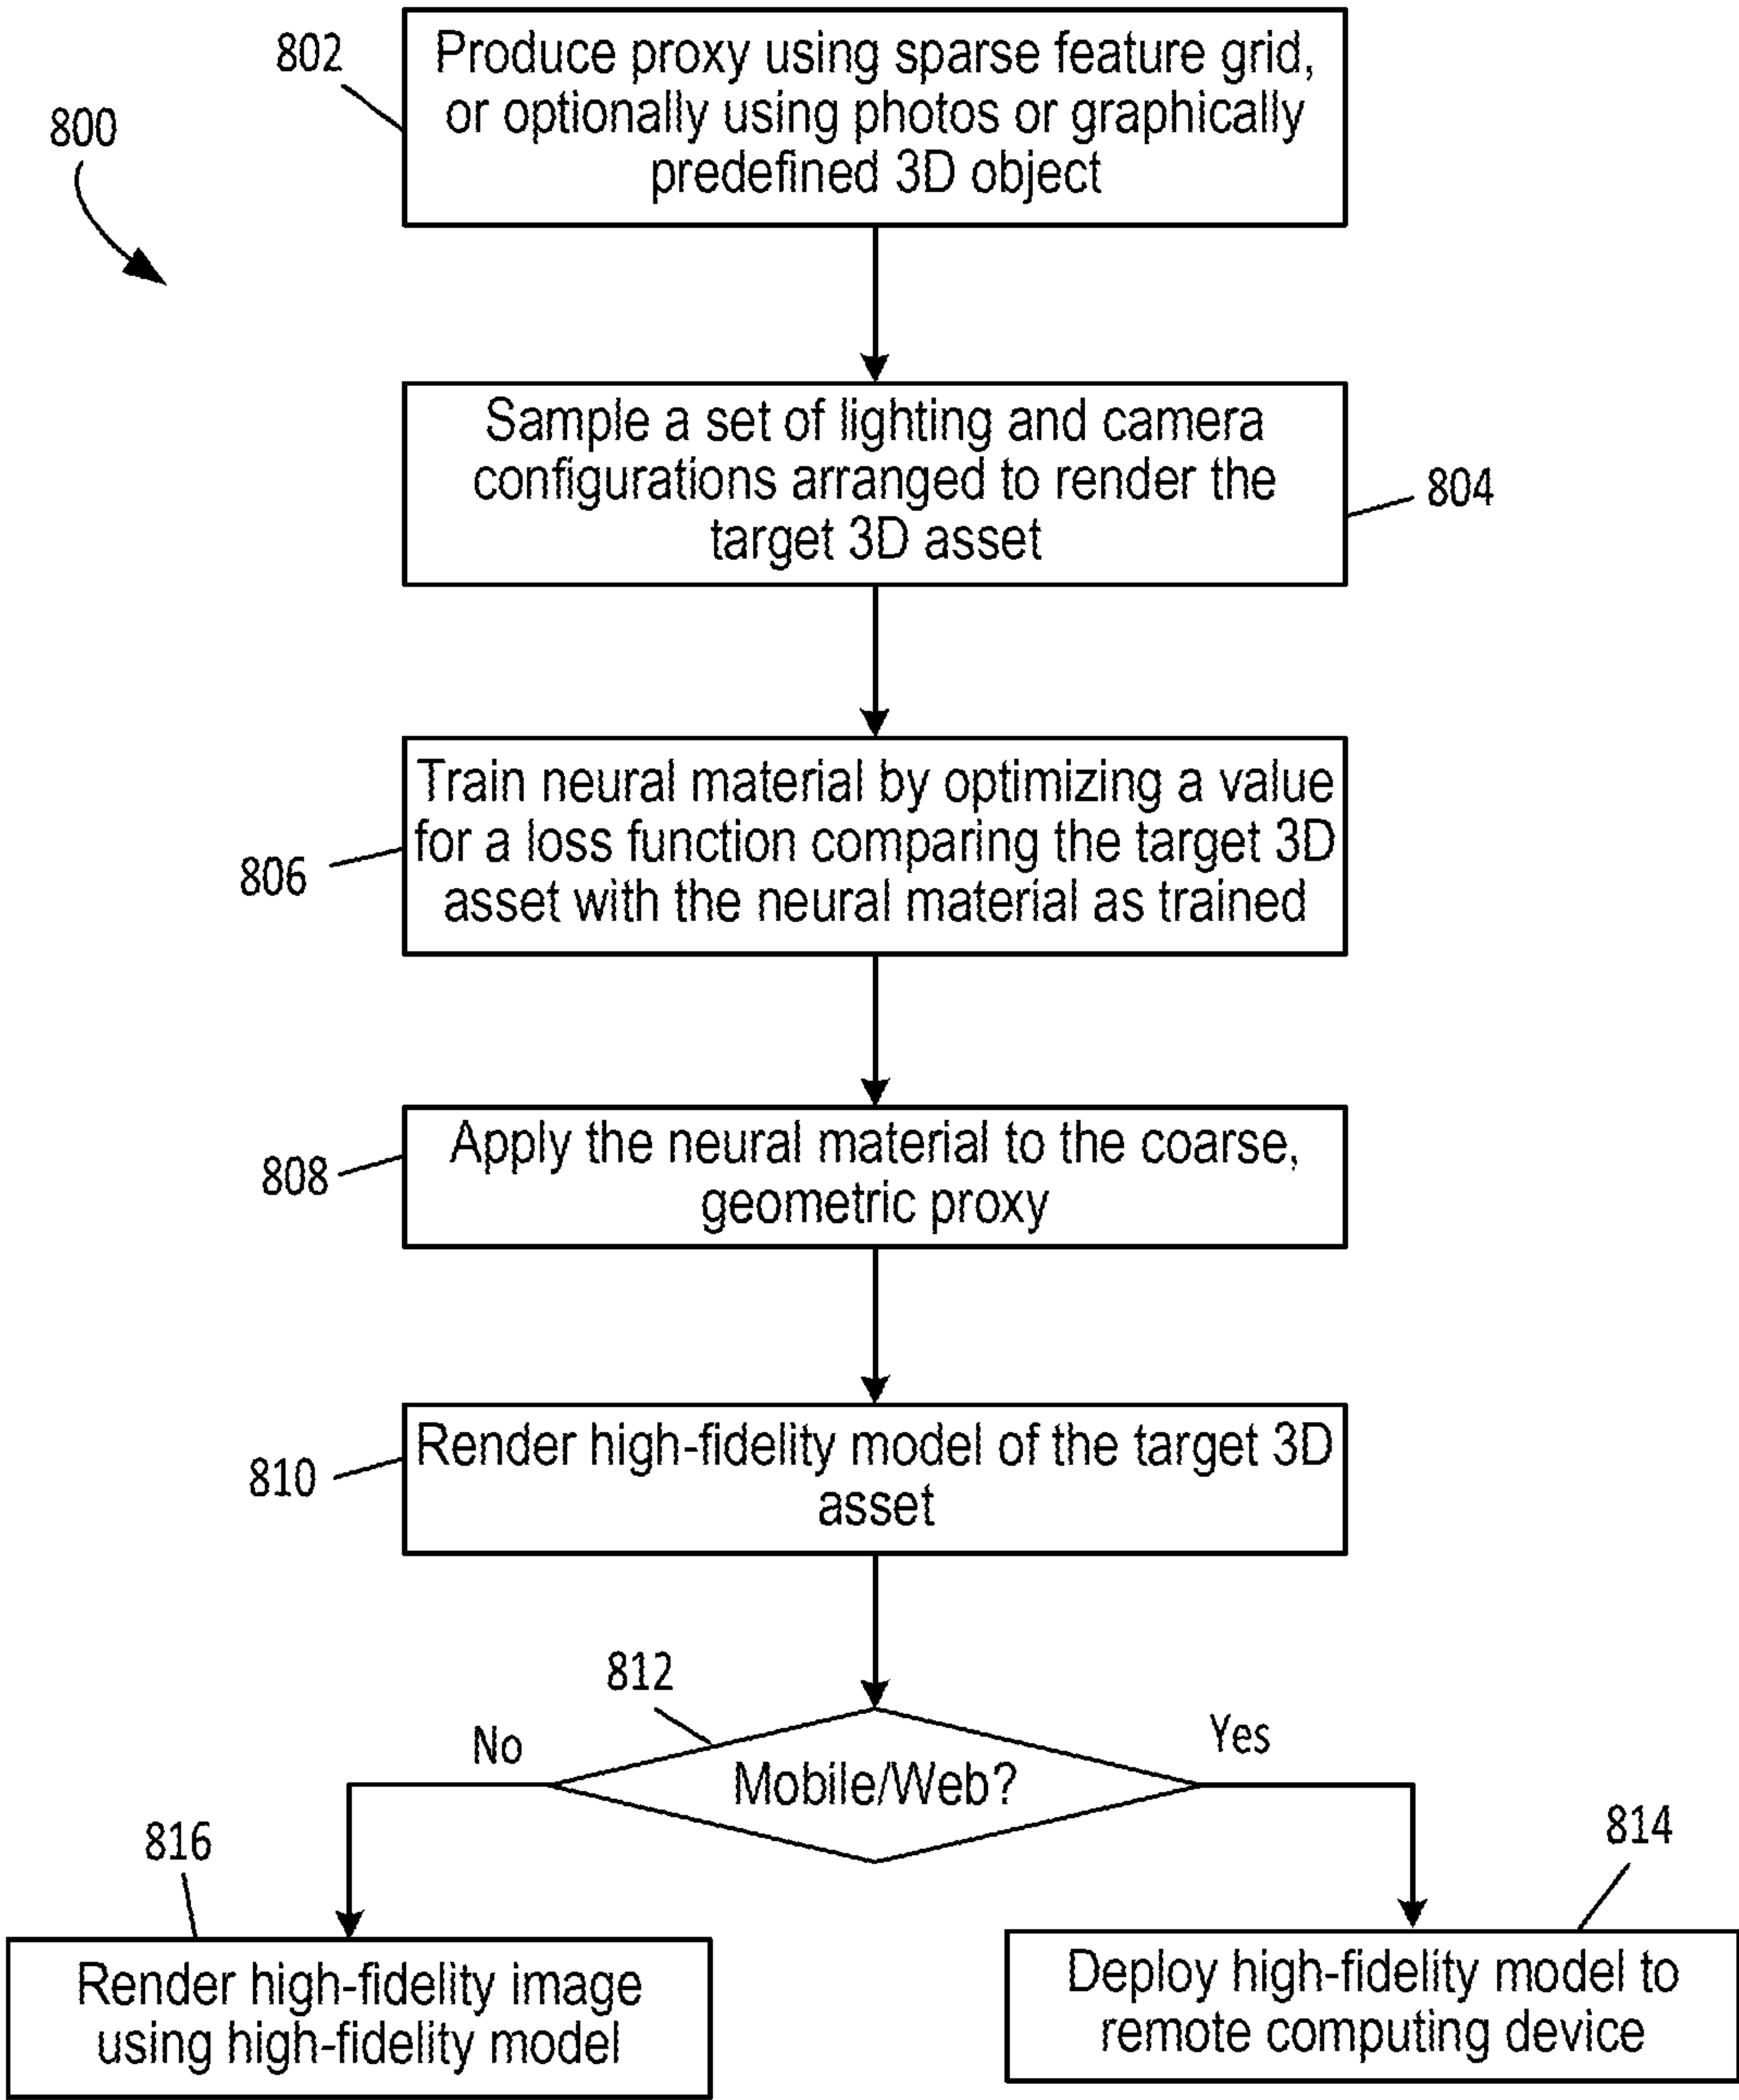 802
Produce proxy using sparse feature grid,
or optionally using photos or graphically
predefined 3D object
800
Sample a set of lighting and camera
configurations arranged to render the
target 3D asset
804
Train neural material by optimizing a value
for a loss function comparing the target 3D
asset with the neural material as trained
806
Apply the neural material to the coarse,
geometric proxy
808
Render high-fidelity model of the target 3D
asset
810
812
No
Yes
Mobile/Web?
816
814
Render high-fidelity image
using high-fidelity model
Deploy high-fidelity model to
remote computing device